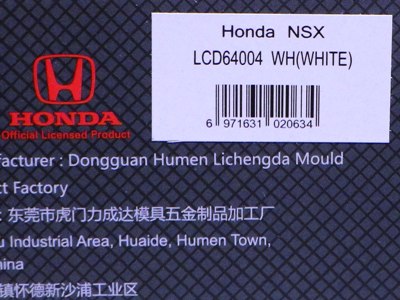 Honda NSX
LCD64004 WH(WHITE)
6 971631 020634
HONDA
Official Licensed Product
facturer : Dongguan Humen Lichengda Mould
ct Factory
: 东莞市虎门力成达模具五金制品加工厂
u Industrial Area, Huaide, Humen Town,
hina
镇怀德新沙浦工业区